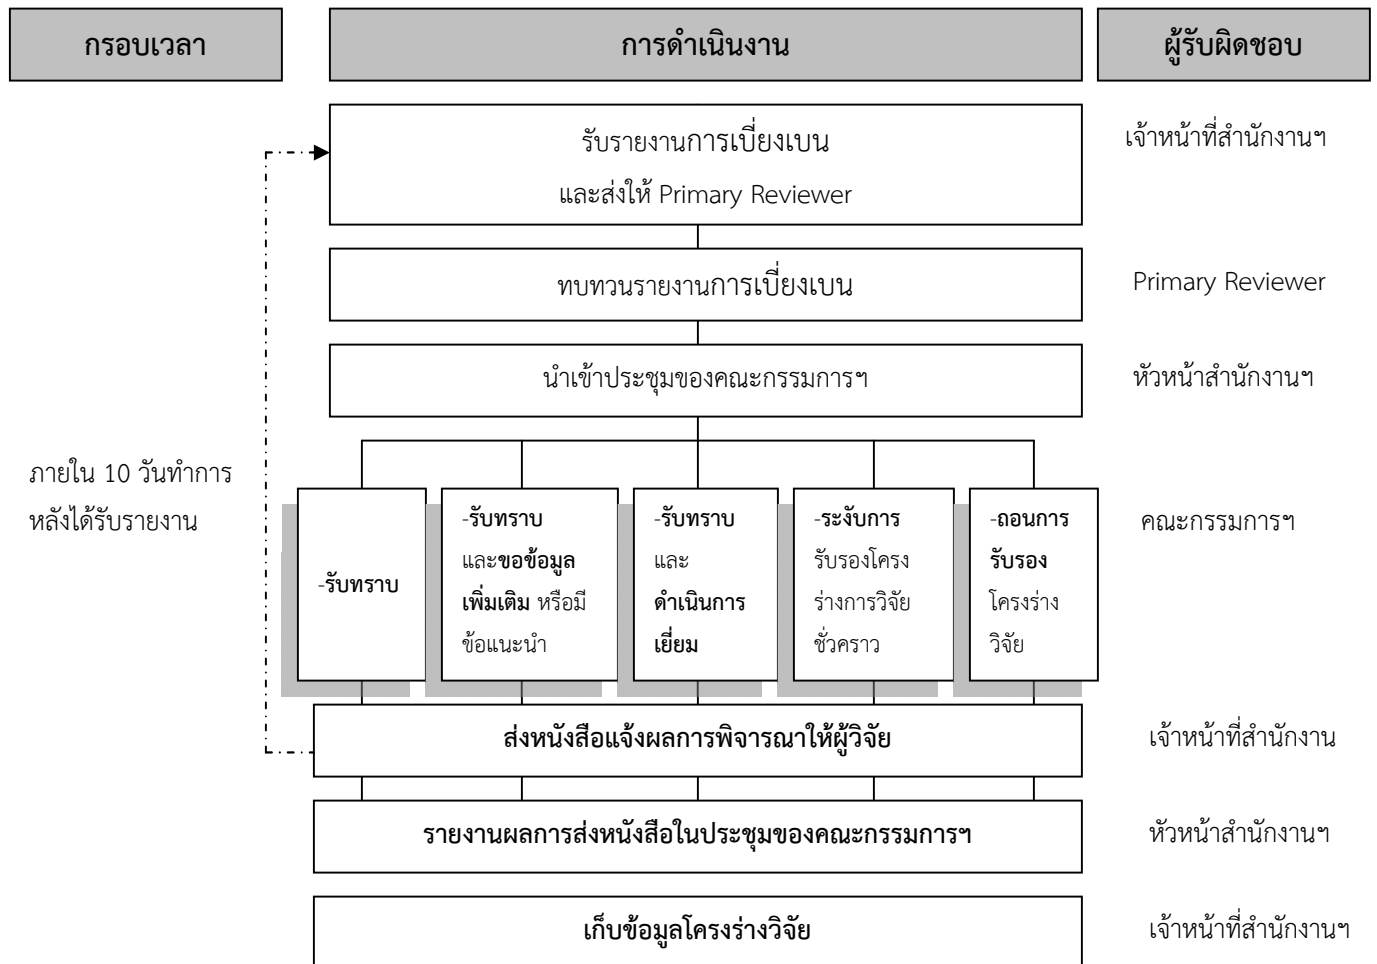 กรอบเวลา
การดำเนินงาน
ผู้รับผิดชอบ
รับรายงานการเบี่ยงเบน
และส่งให้ Primary Reviewer
เจ้าหน้าที่สำนักงานฯ
ทบทวนรายงานการเบี่ยงเบน
Primary Reviewer
นำเข้าประชุมของคณะกรรมการฯ
หัวหน้าสำนักงานฯ
ภายใน 10 วันทำการ
หลังได้รับรายงาน
-รับทราบ
-รับทราบ
และขอข้อมูล
เพิ่มเติม หรือมี
ข้อแนะนำ
-รับทราบ
และ
ดำเนินการ
เยี่ยม
-ระงับการ
รับรองโครง
ร่างการวิจัย
ชั่วคราว
-ถอนการ
รับรอง
โครงร่าง
วิจัย
คณะกรรมการฯ
ส่งหนังสือแจ้งผลการพิจารณาให้ผู้วิจัย
เจ้าหน้าที่สำนักงาน
รายงานผลการส่งหนังสือในประชุมของคณะกรรมการฯ
หัวหน้าสำนักงานฯ
เก็บข้อมูลโครงร่างวิจัย
เจ้าหน้าที่สำนักงานฯ